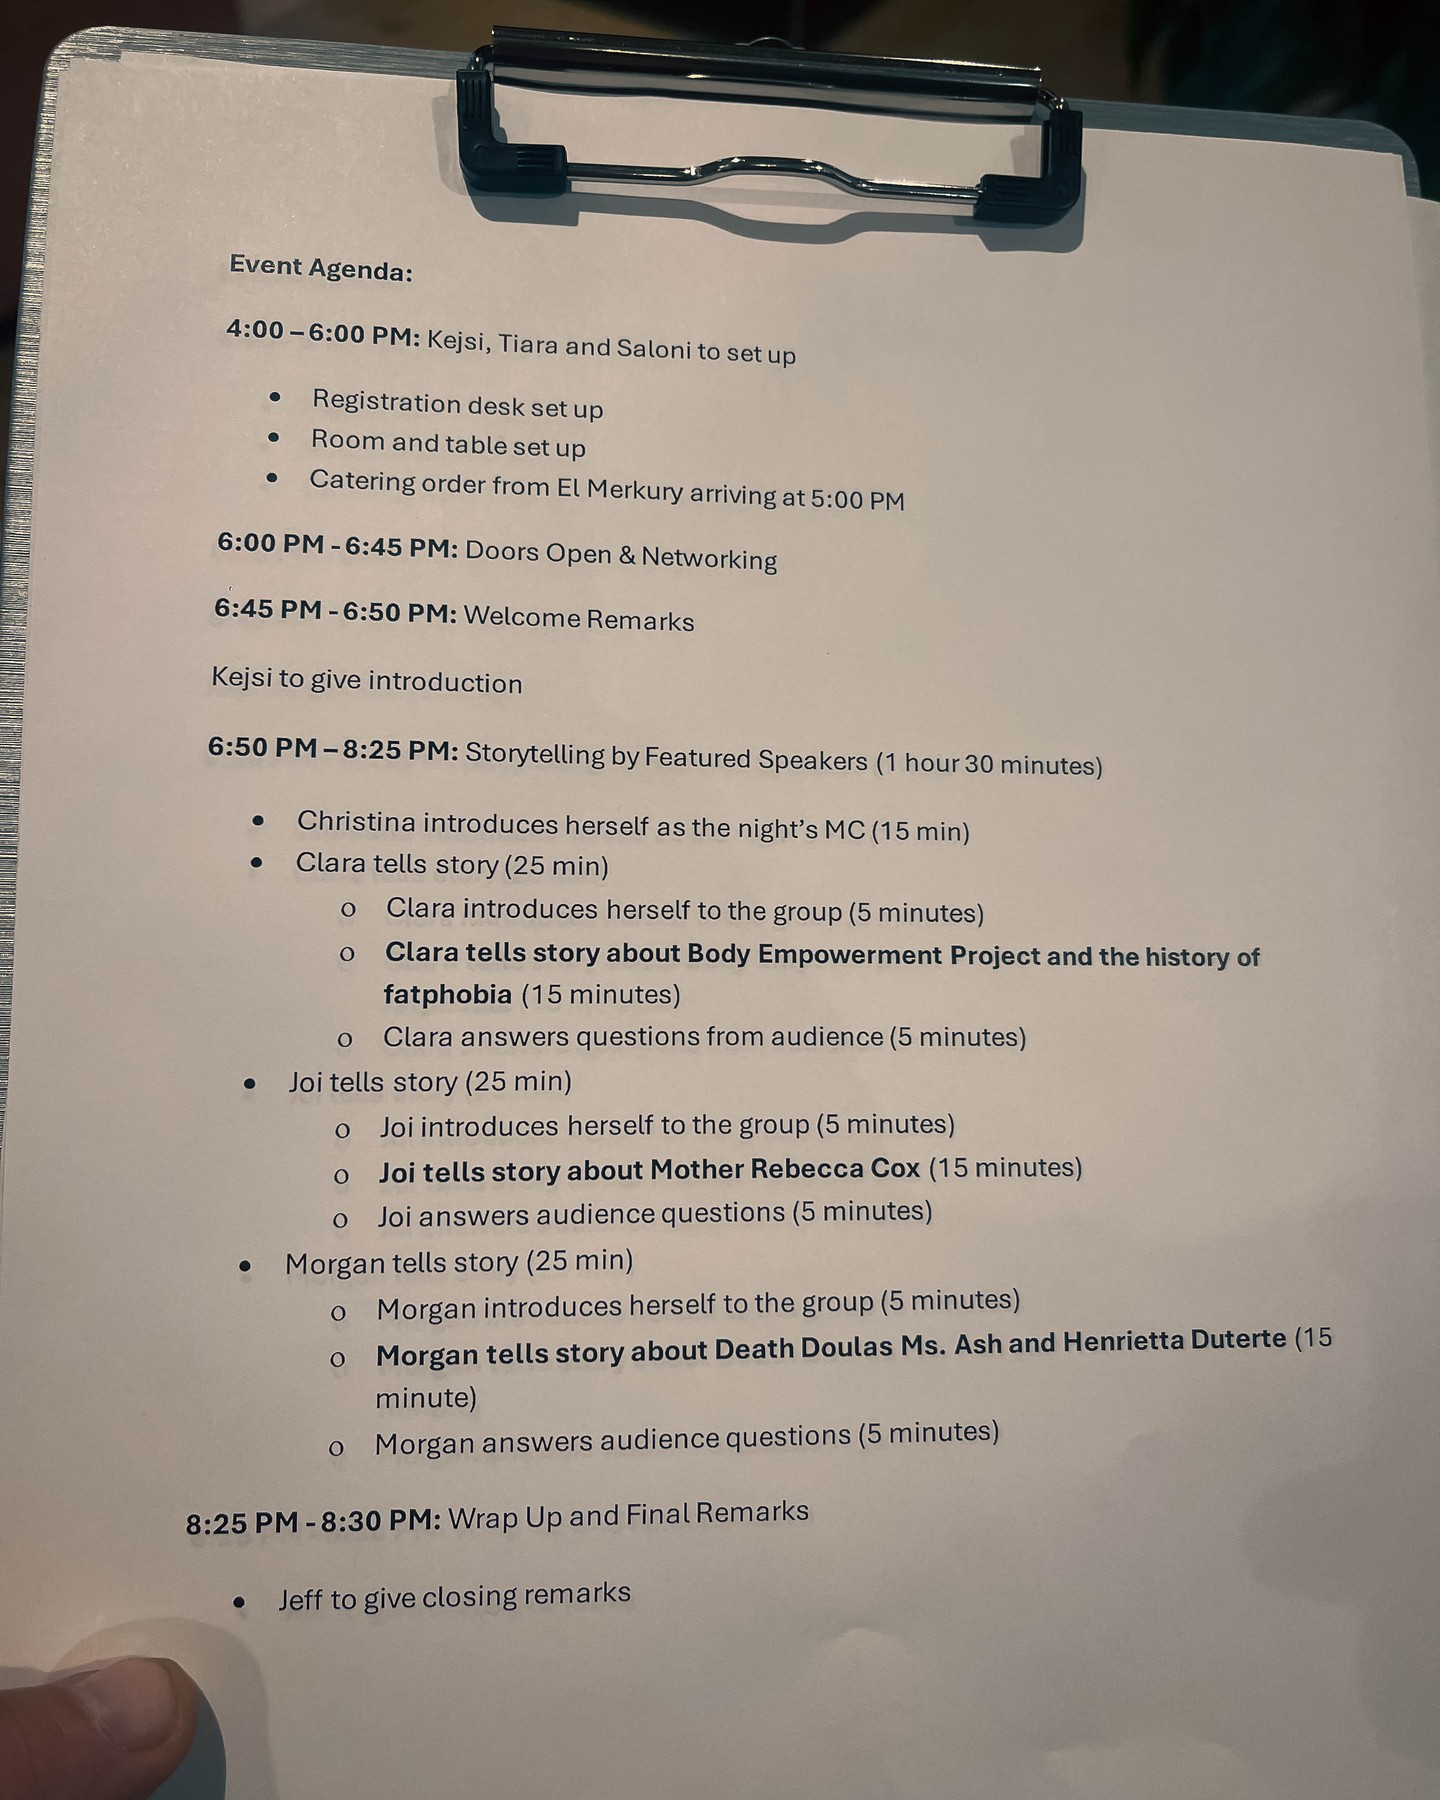 Event Agenda:
4:00 – 6:00 PM: Kejsi, Tiara and Saloni to set up
• Registration desk set up
• Room and table set up
• Catering order from El Merkury arriving at 5:00 PM
6:00 PM - 6:45 PM: Doors Open & Networking
6:45 PM - 6:50 PM: Welcome Remarks
Kejsi to give introduction
6:50 PM – 8:25 PM: Storytelling by Featured Speakers (1 hour 30 minutes)
• Christina introduces herself as the night’s MC (15 min)
• Clara tells story (25 min)
o Clara introduces herself to the group (5 minutes)
o Clara tells story about Body Empowerment Project and the history of
fatphobia (15 minutes)
o Clara answers questions from audience (5 minutes)
• Joi tells story (25 min)
o Joi introduces herself to the group (5 minutes)
o Joi tells story about Mother Rebecca Cox (15 minutes)
o Joi answers audience questions (5 minutes)
• Morgan tells story (25 min)
o Morgan introduces herself to the group (5 minutes)
o Morgan tells story about Death Doulas Ms. Ash and Henrietta Duterte (15
minute)
o Morgan answers audience questions (5 minutes)
8:25 PM - 8:30 PM: Wrap Up and Final Remarks
• Jeff to give closing remarks